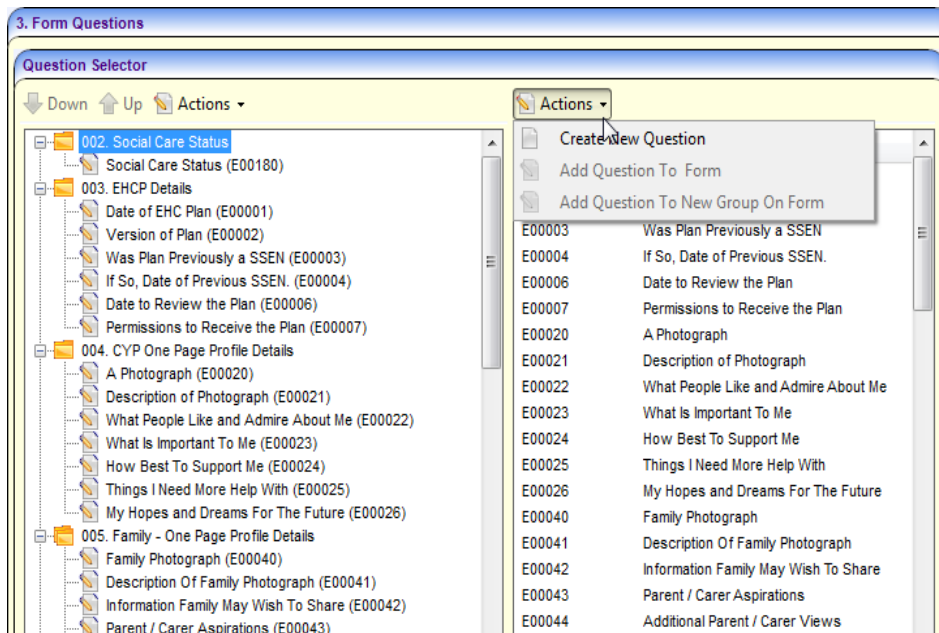 3. Form Questions
Question Selector
Down Up Actions
002. Social Care Status
Social Care Status (E00180)
003. EHCP Details
Date of EHC Plan (E00001)
Version of Plan (E00002)
Was Plan Previously a SSEN (E00003)
If So, Date of Previous SSEN. (E00004)
Date to Review the Plan (E00006)
Permissions to Receive the Plan (E00007)
004. CYP One Page Profile Details
A Photograph (E00020)
Description of Photograph (E00021)
What People Like and Admire About Me (E00022)
What Is Important To Me (E00023)
How Best To Support Me (E00024)
Things I Need More Help With (E00025)
My Hopes and Dreams For The Future (E00026)
005. Family - One Page Profile Details
Family Photograph (E00040)
Description Of Family Photograph (E00041)
Information Family May Wish To Share (E00042)
Parent / Carer Aspirations (E00043)
Actions
Create New Question
Add Question To Form
Add Question To New Group On Form
E00003 Was Plan Previously a SSEN
E00004 If So, Date of Previous SSEN.
E00006 Date to Review the Plan
E00007 Permissions to Receive the Plan
E00020 A Photograph
E00021 Description of Photograph
E00022 What People Like and Admire About Me
E00023 What Is Important To Me
E00024 How Best To Support Me
E00025 Things I Need More Help With
E00026 My Hopes and Dreams For The Future
E00040 Family Photograph
E00041 Description Of Family Photograph
E00042 Information Family May Wish To Share
E00043 Parent / Carer Aspirations
E00044 Additional Parent / Carer Views